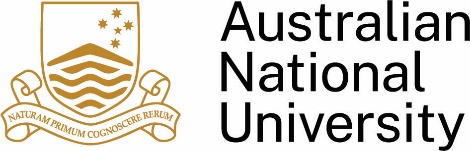 Australian
National
University
NATURAM PRIMUM COGNOSCERE RERUM